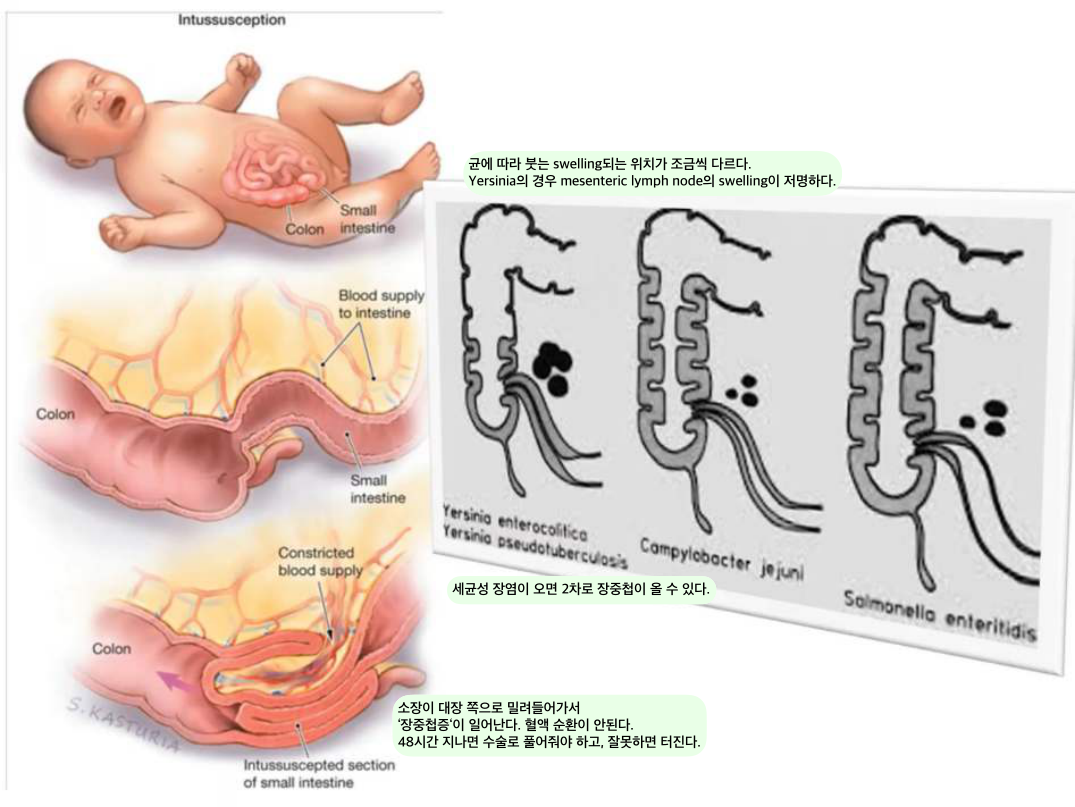 Intussusception
Small
intestine
Colon
Blood supply
to intestine
Colon
Small
intestine
Constricted
blood supply
Colon
S. KASTURIA
Intussuscepted section
of small intestine
균에 따라 붓는 swelling되는 위치가 조금씩 다르다.
Yersinia의 경우 mesenteric lymph node의 swelling이 저명하다.
Yersinia enterocolitica
Yersinia pseudotuberculosis
Campylobacter jejuni
Salmonella enteritidis
세균성 장염이 오면 2차로 장중첩이 올 수 있다.
소장이 대장 쪽으로 밀려들어가서
‘장중첩증‘이 일어난다. 혈액 순환이 안된다.
48시간 지나면 수술로 풀어줘야 하고, 잘못하면 터진다.